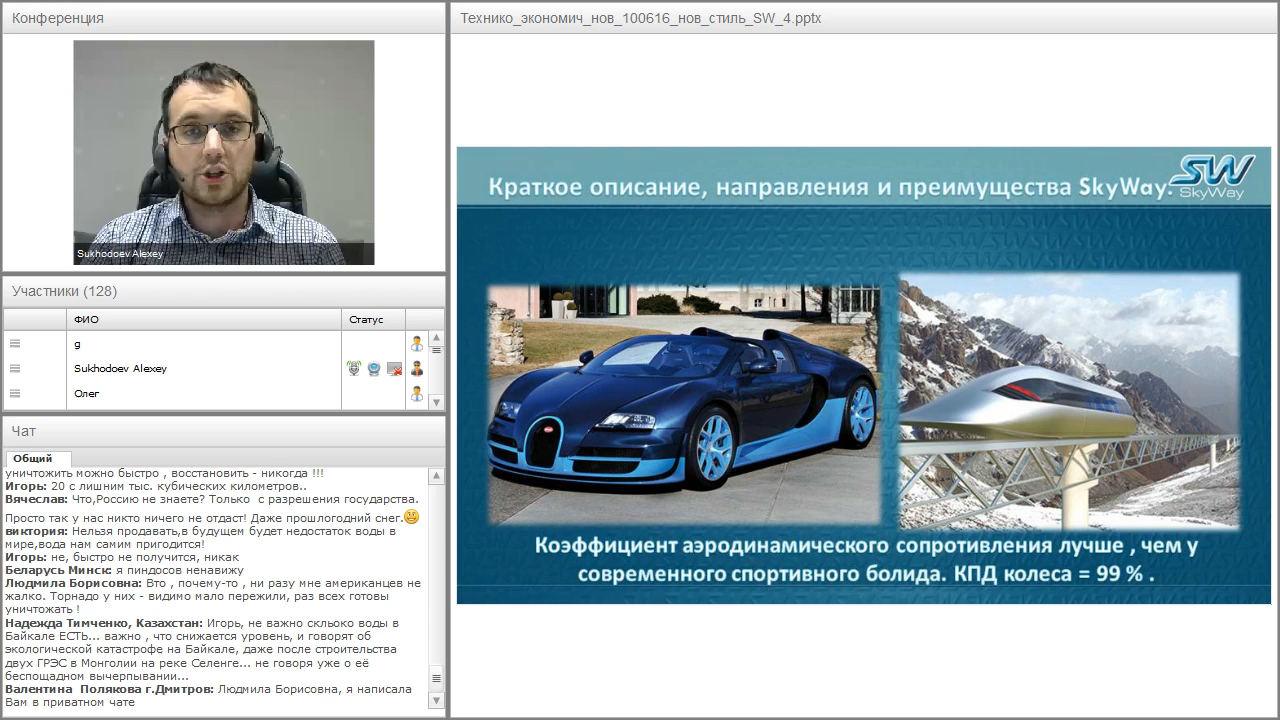 Конференция
Sukhodoev Alexey
Участники (128)
ФИО
Статус
g
Sukhodoev Alexey
Олег
Чат
Общий
уничтожить можно быстро , восстановить - никогда !!!
Игорь: 20 с лишним тыс. кубических километров..
Вячеслав: Что,Россию не знаете? Только с разрешения государства.
Просто так у нас никто ничего не отдаст! Даже прошлогодний снег.
виктория: Нельзя продавать,в будущем будет недостаток воды в
мире,вода нам самим пригодится!
Игорь: не, быстро не получится, никак
Беларусь Минск: я пиндосов ненавижу
Людмила Борисовна: Вто , почему-то , ни разу мне американцев не
жалко. Торнадо у них - видимо мало пережили, раз всех готовы
уничтожать !
Надежда Тимченко, Казахстан: Игорь, не важно скльоко воды в
Байкале ЕСТЬ... важно , что снижается уровень, и говорят об
экологической катастрофе на Байкале, даже после строительства
двух ГРЭС в Монголии на реке Селенге... не говоря уже о её
беспощадном вычерпывании...
Валентина Полякова г.Дмитров: Людмила Борисовна, я написала
Вам в приватном чате
Технико_экономич_нов_100616_нов_стиль_SW_4.pptx
Краткое описание, направления и преимущества SkyWay.
SW
SkyWay
Коэффициент аэродинамического сопротивления лучше , чем у
современного спортивного болида. КПД колеса = 99 % .